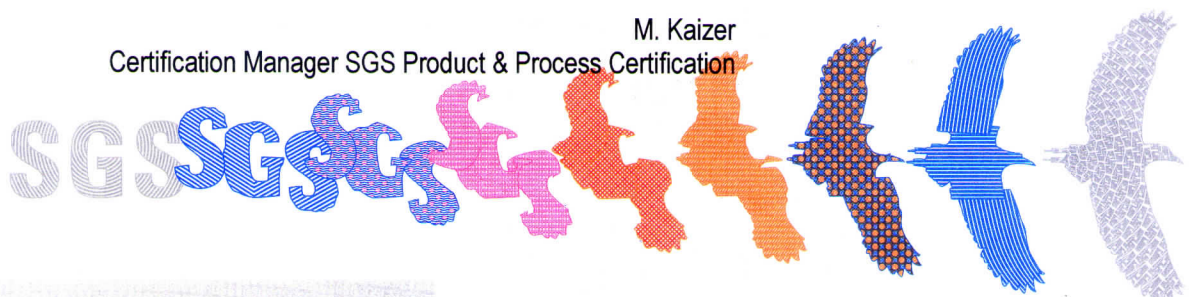 M. Kaizer
Certification Manager SGS Product & Process Certification
SGS SGS SGS